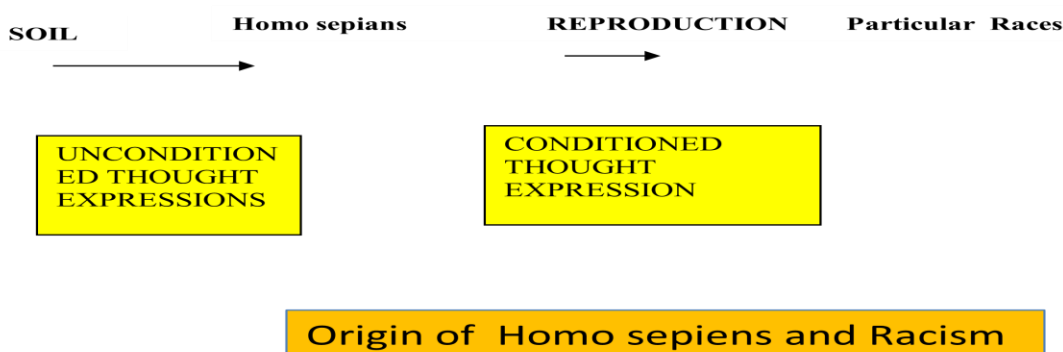 SOIL Homo sepians REPRODUCTION Particular Races
UNCONDITION
ED THOUGHT
EXPRESSIONS
CONDITIONED
THOUGHT
EXPRESSION
Origin of Homo sepiens and Racism